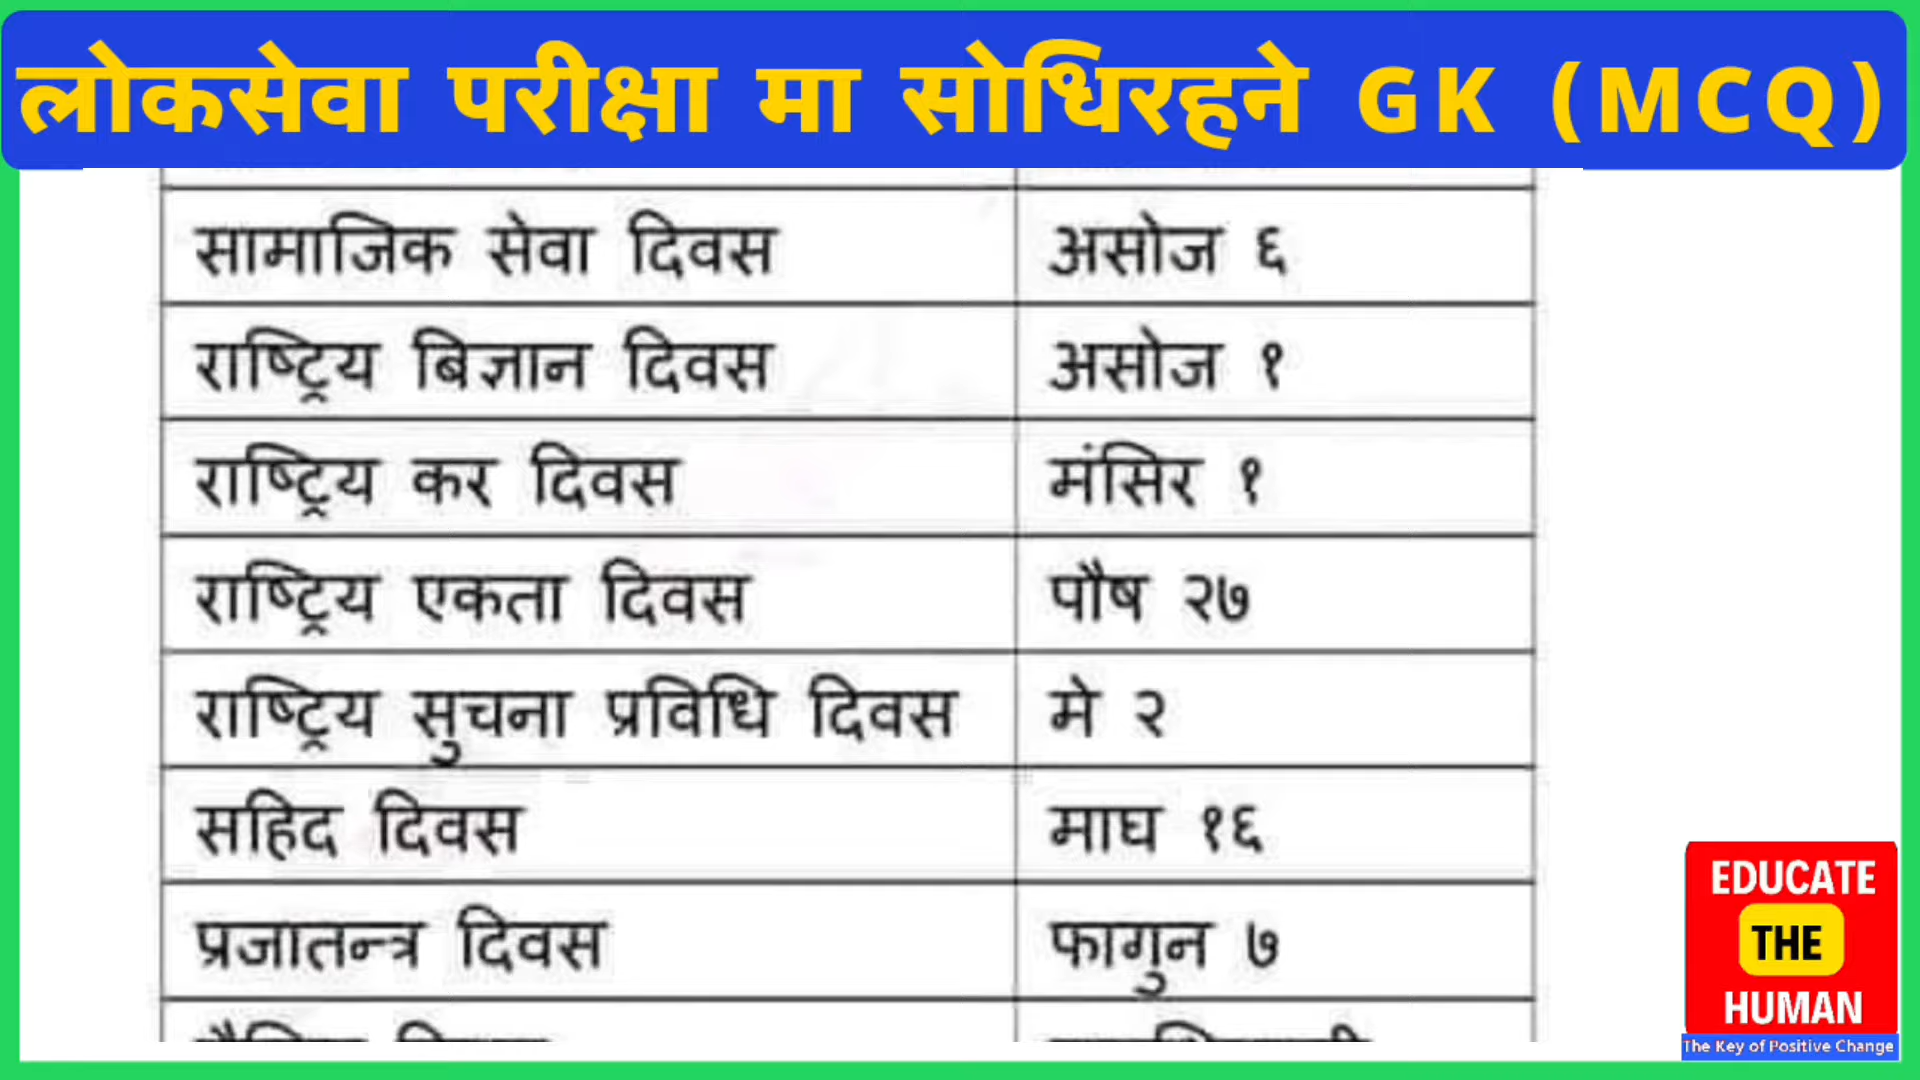 लोकसेवा परीक्षा मा सोधिरहने GK (MCQ)
सामाजिक सेवा दिवस असोज ६
राष्ट्रिय बिज्ञान दिवस असोज १
राष्ट्रिय कर दिवस मंसिर १
राष्ट्रिय एकता दिवस पौष २७
राष्ट्रिय सुचना प्रविधि दिवस मे २
सहिद दिवस माघ १६
प्रजातन्त्र दिवस फागुन ७
EDUCATE
THE
HUMAN
The Key of Positive Change